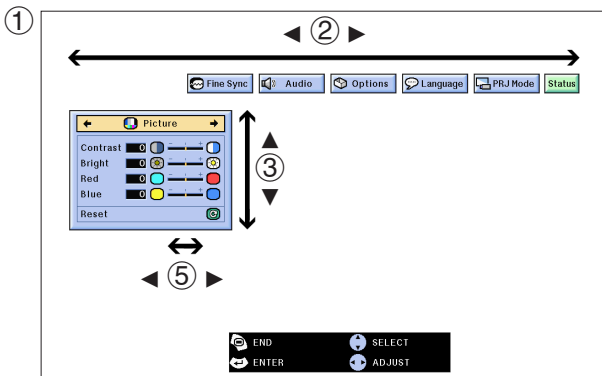 ①
◀ ② ▶
Fine Sync Audio Options Language PRJ Mode Status
← Picture →
Contrast 0 − +
Bright 0 − +
Red 0 − +
Blue 0 − +
Reset
▲
③
▼
◀ ⑤ ▶
END SELECT
ENTER ADJUST